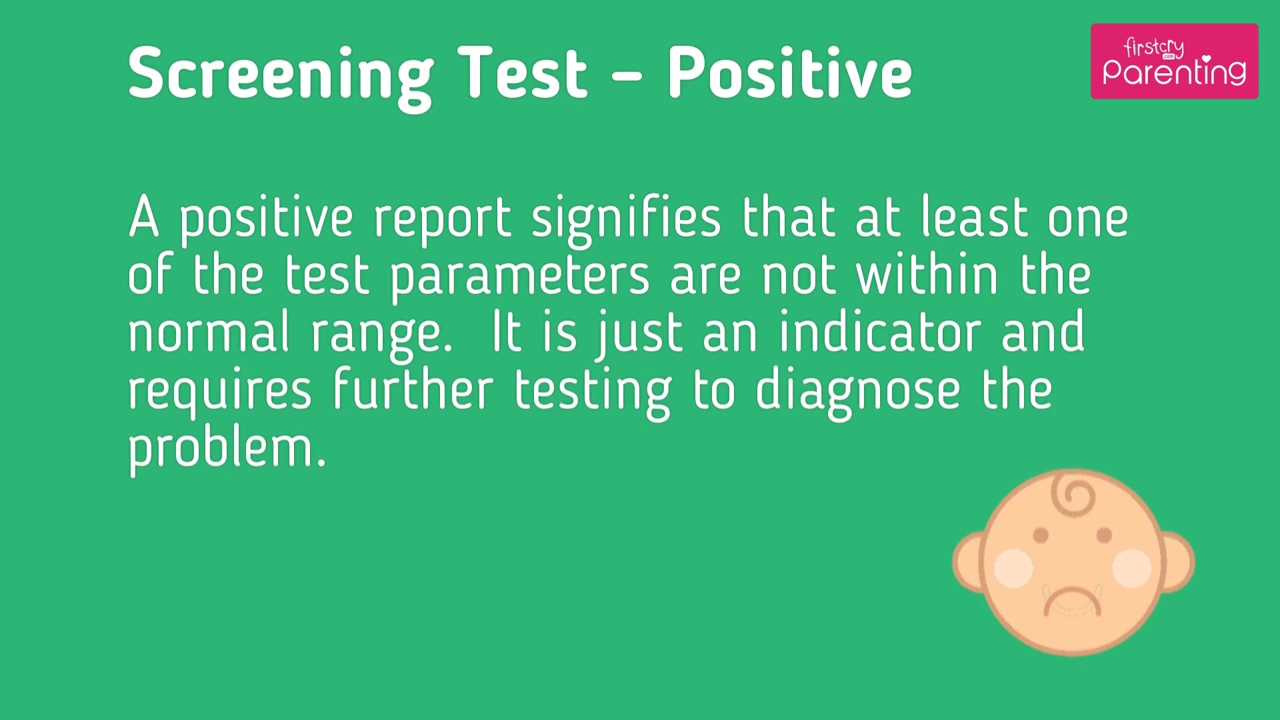 Screening Test – Positive
firstcry
.com
Parenting
A positive report signifies that at least one
of the test parameters are not within the
normal range. It is just an indicator and
requires further testing to diagnose the
problem.